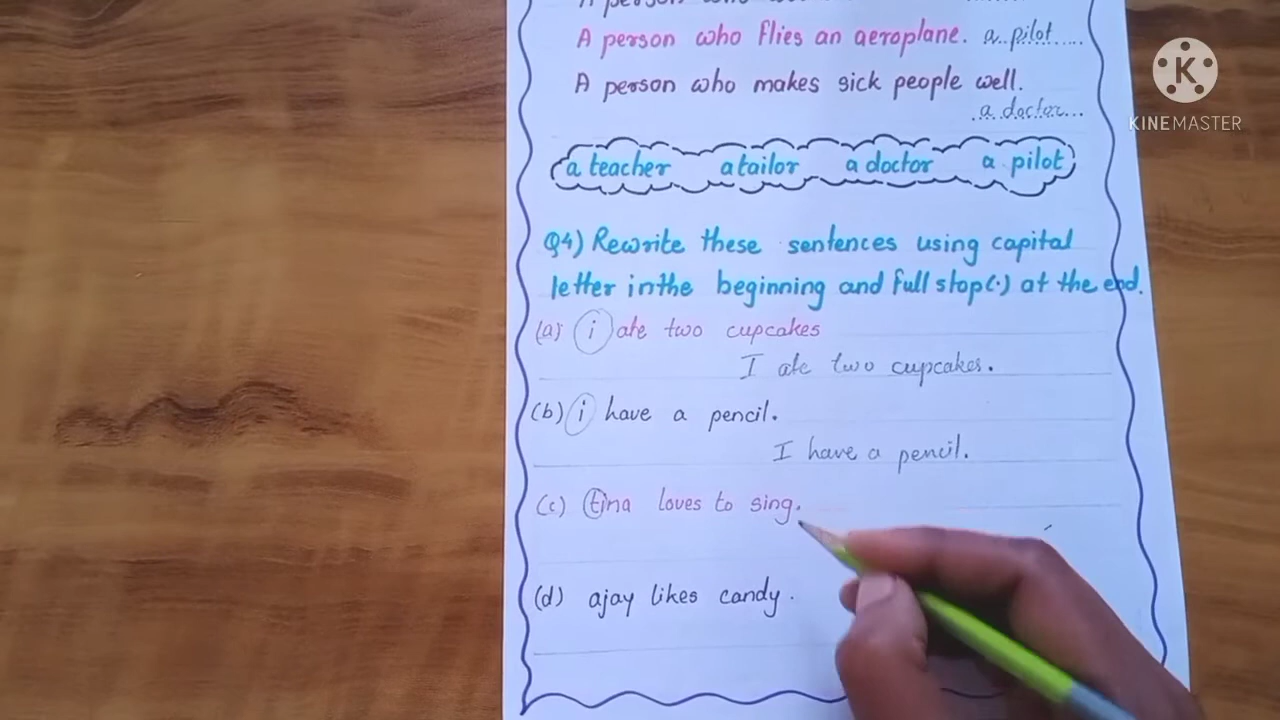 A person who
A person who flies an aeroplane. a pilot
A person who makes sick people well.
a doctor
a teacher a tailor a doctor a pilot
Q4) Rewrite these sentences using capital
letter in the beginning and full stop(.) at the end.
(a) i ate two cupcakes
I ate two cupcakes.
(b) i have a pencil.
I have a pencil.
(c) tina loves to sing.
(d) ajay likes candy.
K
KINEMASTER